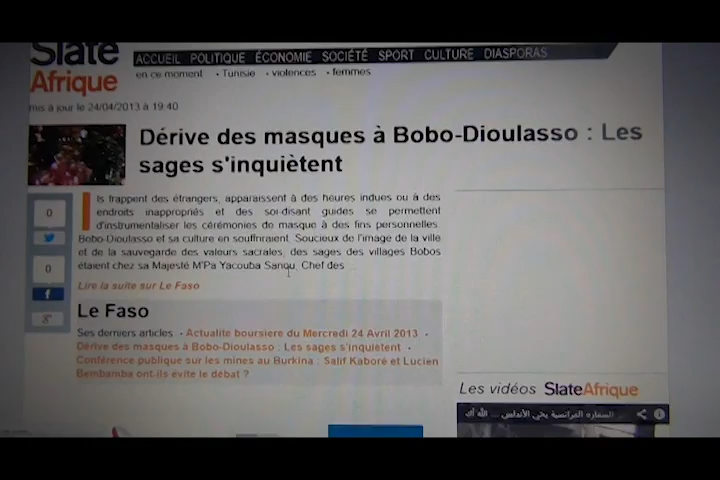 Slate
Afrique
ACCUEIL POLITIQUE ÉCONOMIE SOCIÉTÉ SPORT CULTURE DIASPORAS
en ce moment • Tunisie • violences • femmes
mis à jour le 24/04/2013 à 19:40
Dérive des masques à Bobo-Dioulasso : Les
sages s'inquiètent
Ils frappent des étrangers, apparaissent à des heures indues ou à des
endroits inappropriés et des soi-disant guides se permettent
d'instrumentaliser les cérémonies de masque à des fins personnelles.
Bobo-Dioulasso et sa culture en souffriraient. Soucieux de l'image de la ville
et de la sauvegarde des valeurs sacrales, des sages des villages Bobos
étaient chez sa Majesté M'Pa Yacouba Sanou, Chef des ...
0
0
Lire la suite sur Le Faso
Le Faso
Ses derniers articles • Actualité boursière du Mercredi 24 Avril 2013 •
Dérive des masques à Bobo-Dioulasso : Les sages s'inquiètent •
Conférence publique sur les mines au Burkina : Salif Kaboré et Lucien
Bembamba ont-ils évité le débat ?
Les vidéos SlateAfrique
السفارة الفرنسية يحي الأندلس ... الله أك